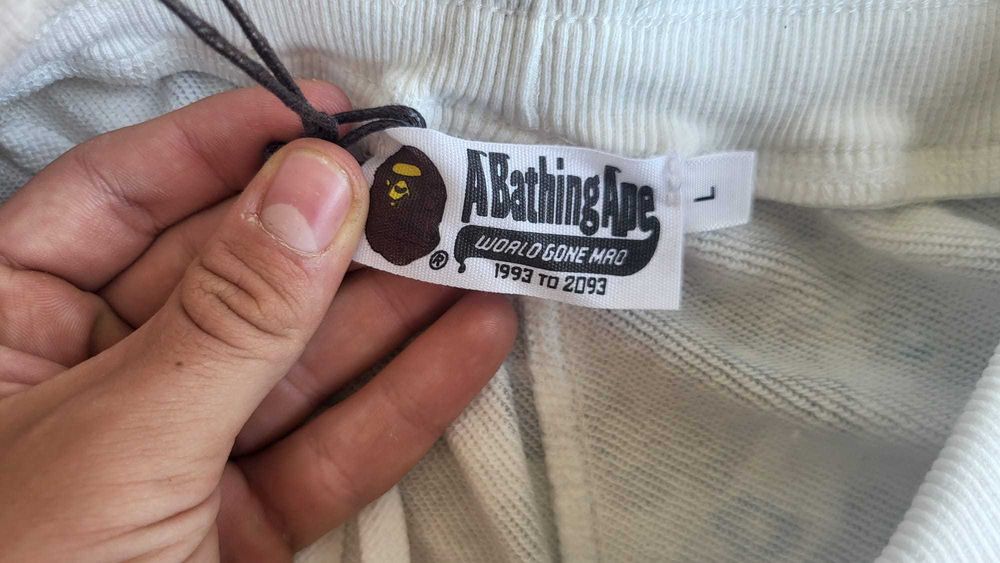 A Bathing Ape
WORLD GONE MAD
1993 TO 2093
®
L